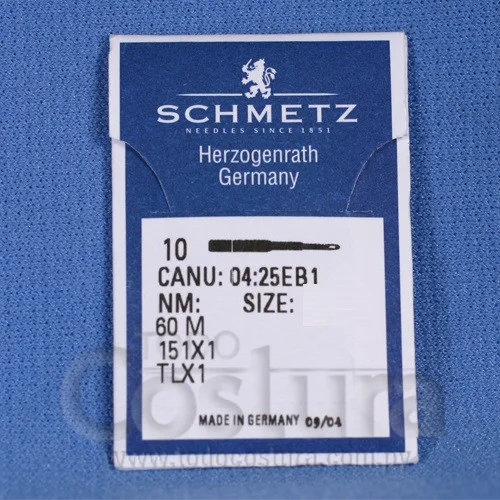 SCHMETZ
NEEDLES SINCE 1851
Herzogenrath
Germany
10
CANU: 04:25EB1
NM: SIZE:
60 M
151X1
TLX1
MADE IN GERMANY 09/04
Todo
Costura
www.todocostura.com.py